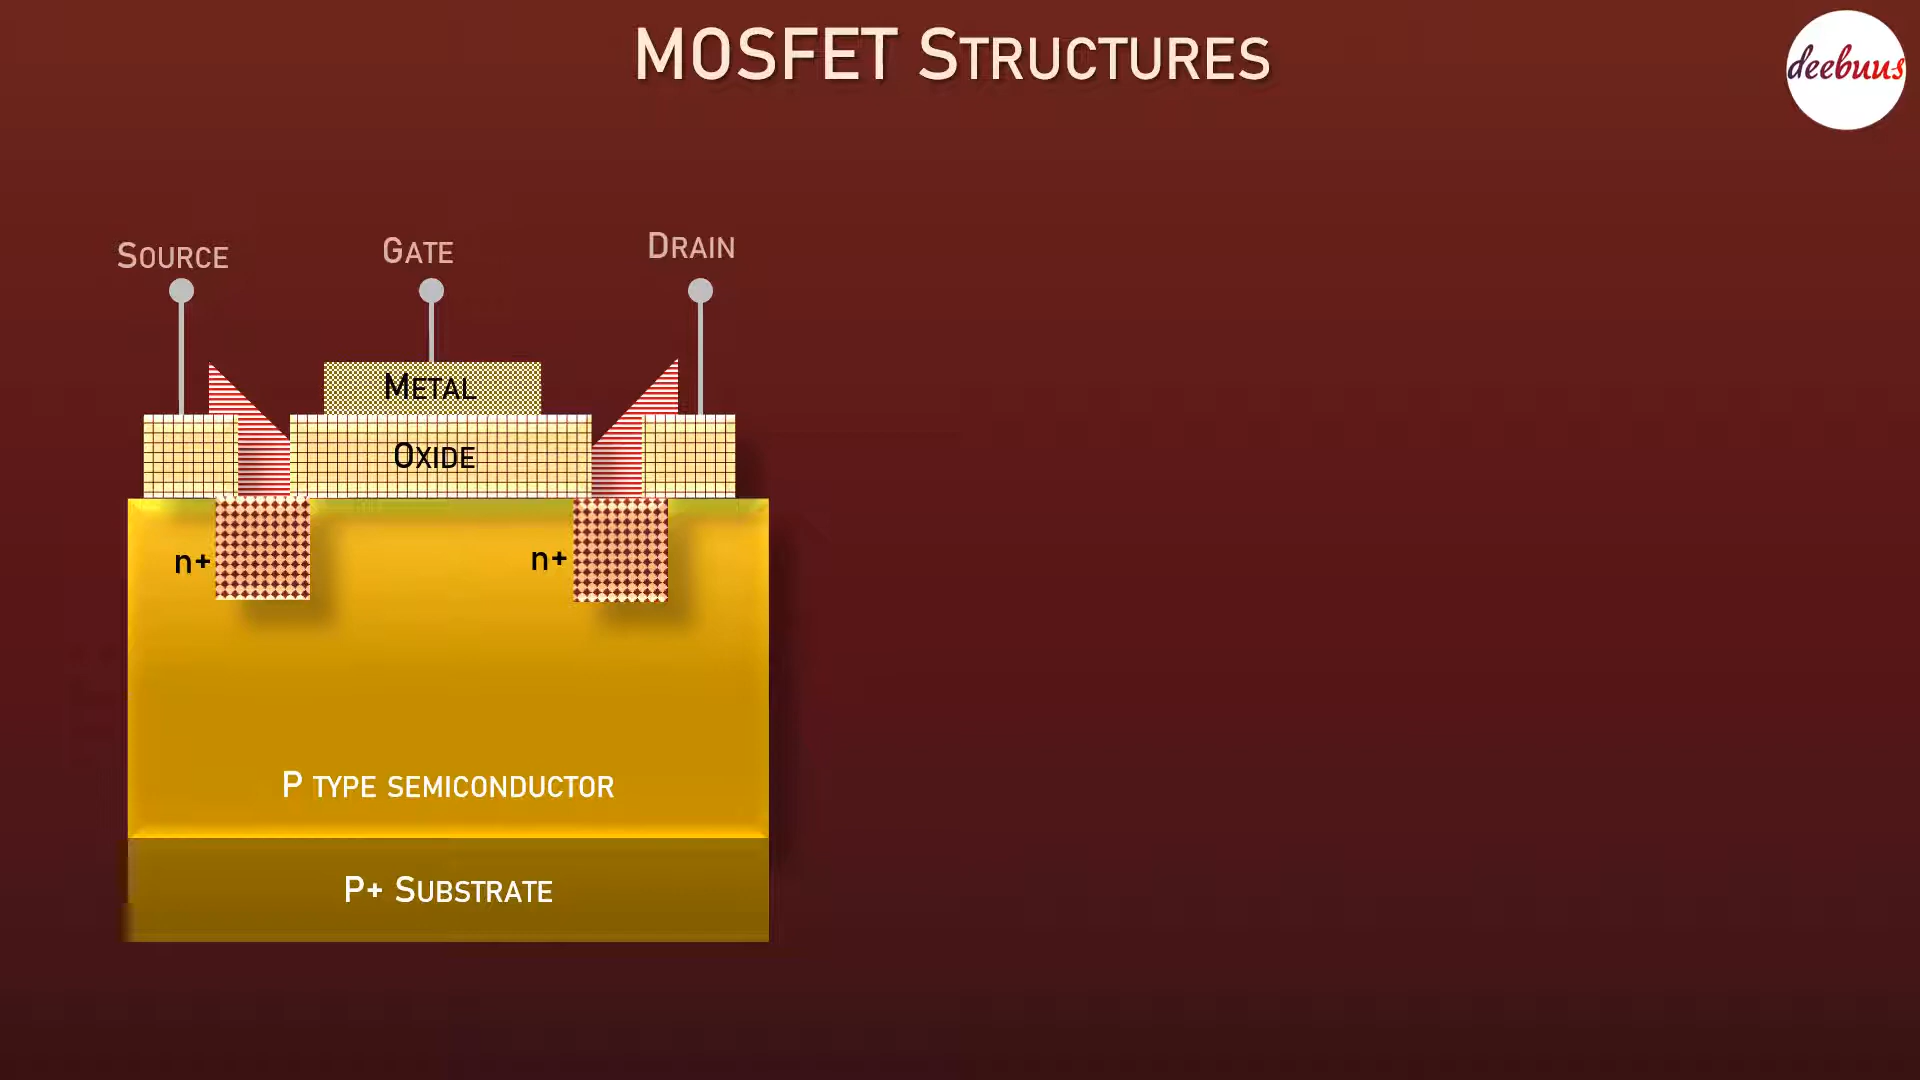 MOSFET STRUCTURES
deebuus
SOURCE
GATE
DRAIN
METAL
OXIDE
n+
n+
P TYPE SEMICONDUCTOR
P+ SUBSTRATE